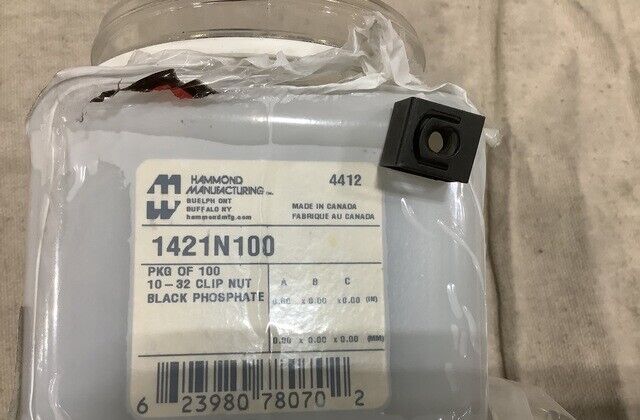 HAMMOND
MANUFACTURING
GUELPH ONT
BUFFALO NY
hammondmfg.com
4412
MADE IN CANADA
FABRIQUE AU CANADA
1421N100
PKG OF 100
10-32 CLIP NUT
BLACK PHOSPHATE
A B C
0.00 x 0.00 x 0.00 (IN)
0.00 x 0.00 x 0.00 (MM)
6 23980 78070 2